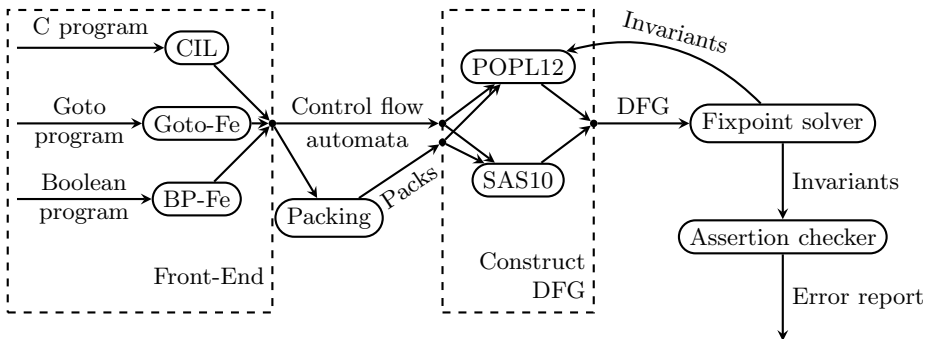 C program
CIL
Goto
program
Goto-Fe
Boolean
program
BP-Fe
Front-End
Control flow
automata
Packing
Packs
POPL12
SAS10
Construct
DFG
Invariants
DFG
Fixpoint solver
Invariants
Assertion checker
Error report